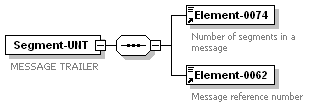 Element-0074
Number of segments in a
message
Segment-UNT
MESSAGE TRAILER
Element-0062
Message reference number